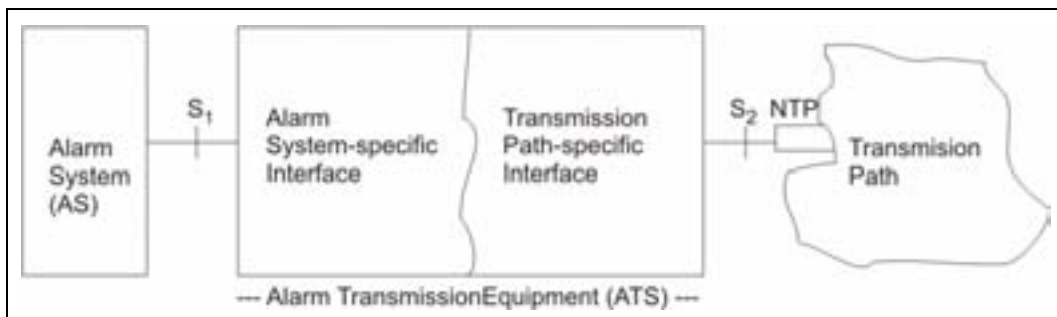 Alarm
System
(AS)
S1
Alarm
System-specific
Interface
Transmission
Path-specific
Interface
S2
NTP
Transmision
Path
--- Alarm TransmissionEquipment (ATS) ---